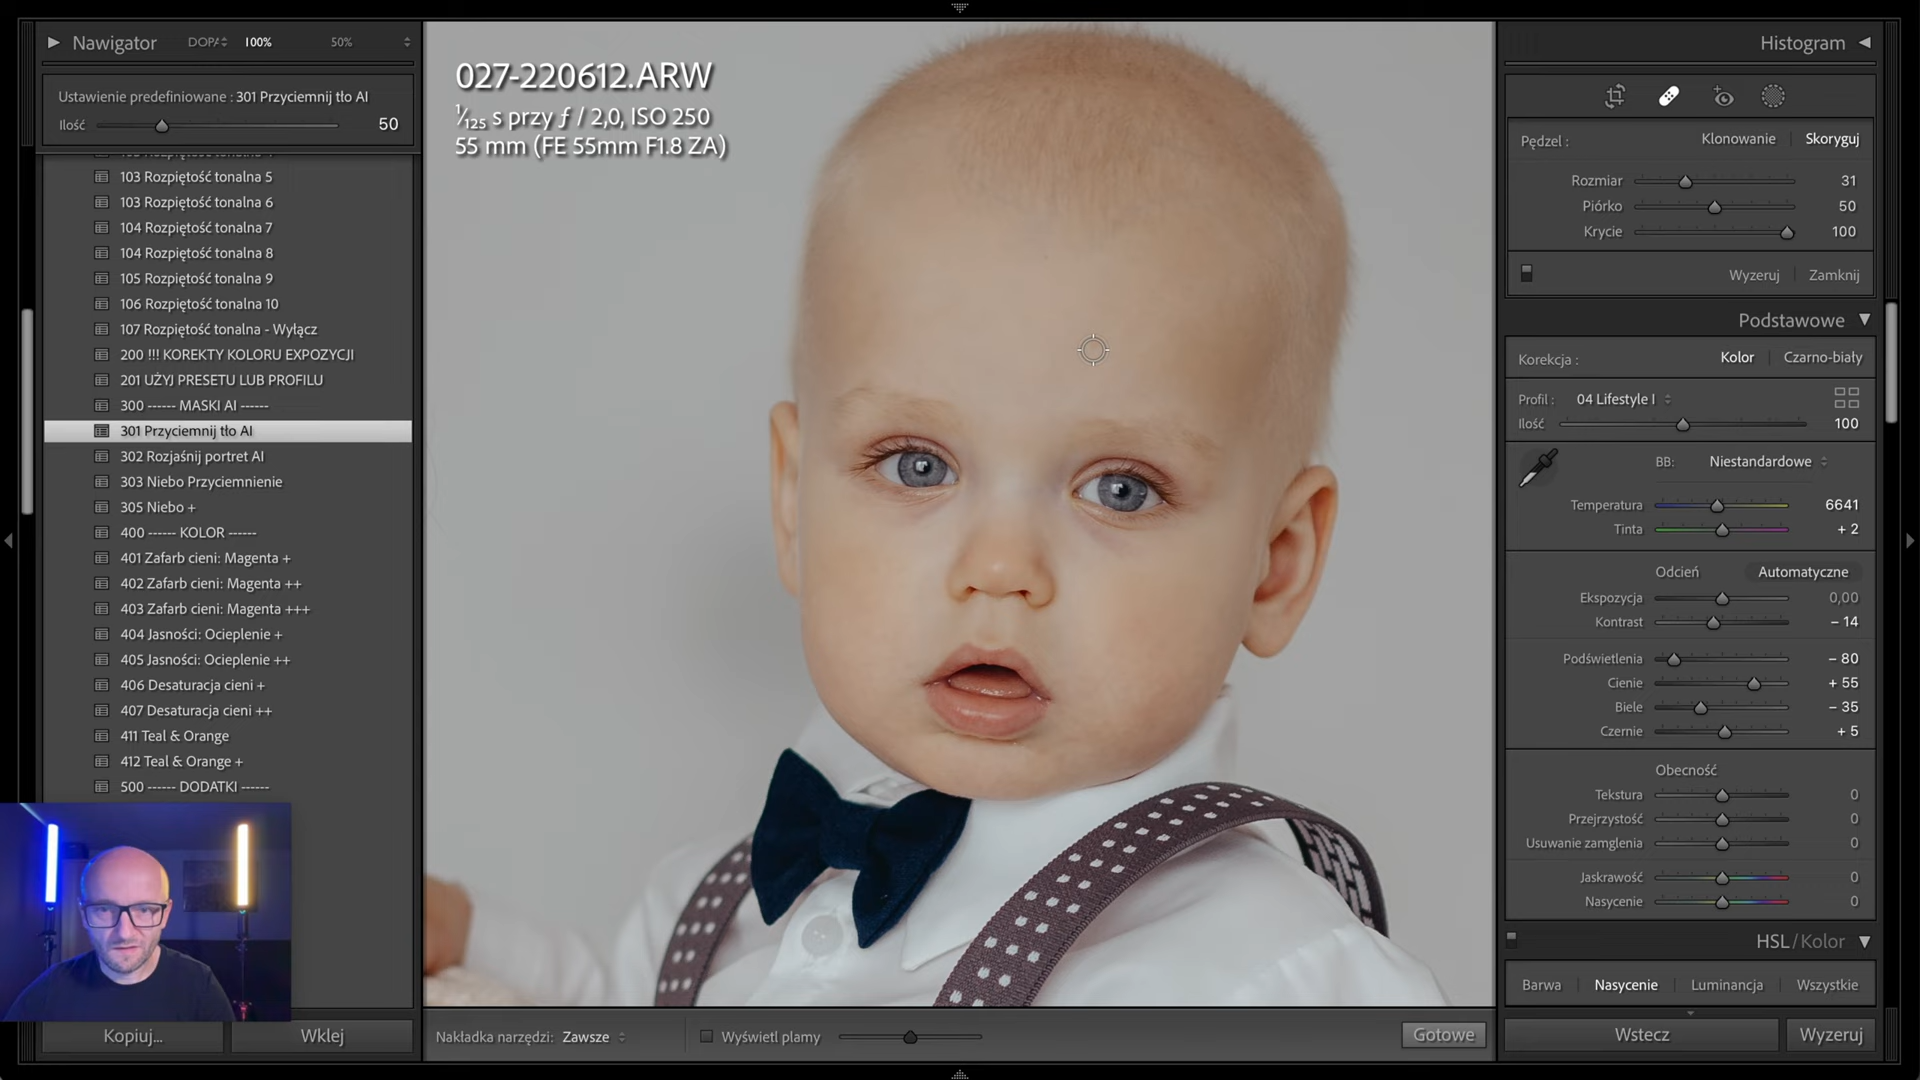 Nawigator
100%
50%
Ustawienie predefiniowane : 301 Przyciemnij tło AI
Ilość 50
103 Rozpiętość tonalna 5
103 Rozpiętość tonalna 6
104 Rozpiętość tonalna 7
104 Rozpiętość tonalna 8
105 Rozpiętość tonalna 9
106 Rozpiętość tonalna 10
107 Rozpiętość tonalna - Wyłącz
200 !!! KOREKTY KOLORU EXPOZYCJI
201 UŻYJ PRESETU LUB PROFILU
300 ------ MASKI AI ------
301 Przyciemnij tło AI
302 Rozjaśnij portret AI
303 Niebo Przyciemnienie
305 Niebo +
400 ------ KOLOR ------
401 Zafarb cieni: Magenta +
402 Zafarb cieni: Magenta ++
403 Zafarb cieni: Magenta +++
404 Jasności: Ocieplenie +
405 Jasności: Ocieplenie ++
406 Desaturacja cieni +
407 Desaturacja cieni ++
411 Teal & Orange
412 Teal & Orange +
500 ------ DODATKI ------
Kopiuj...
Wklej
027-220612.ARW
1/125 s przy ƒ / 2,0, ISO 250
55 mm (FE 55mm F1.8 ZA)
Nakładka narzędzi: Zawsze
Wyświetl plamy
Gotowe
Histogram
Pędzel : Klonowanie Skoryguj
Rozmiar 31
Piórko 50
Krycie 100
Wyzeruj Zamknij
Podstawowe
Korekcja : Kolor Czarno-biały
Profil : 04 Lifestyle I
Ilość 100
BB: Niestandardowe
Temperatura 6641
Tinta + 2
Odcień Automatyczne
Ekspozycja 0,00
Kontrast – 14
Podświetlenia – 80
Cienie + 55
Biele – 35
Czernie + 5
Obecność
Tekstura 0
Przejrzystość 0
Usuwanie zamglenia 0
Jaskrawość 0
Nasycenie 0
HSL / Kolor
Barwa Nasycenie Luminancja Wszystkie
Wstecz
Wyzeruj